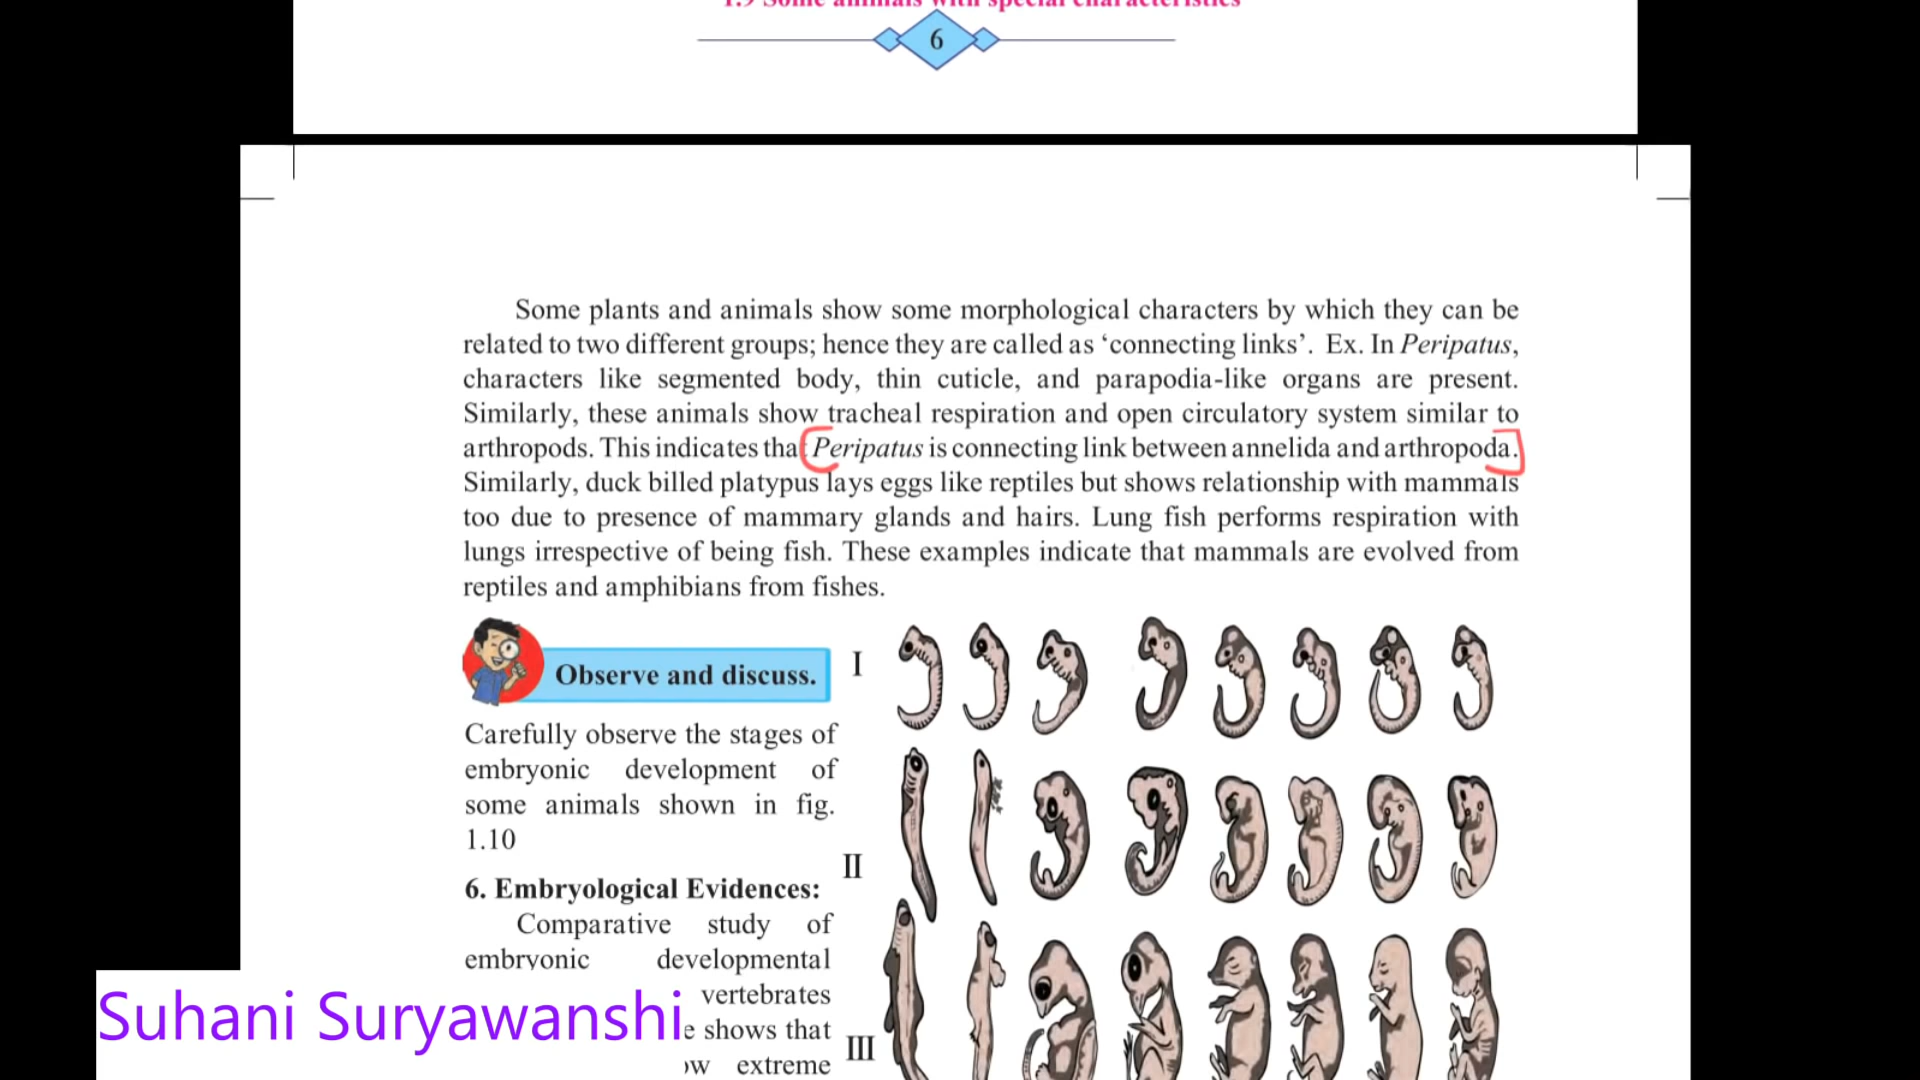 1.9 Some animals with special characteristics
6
Some plants and animals show some morphological characters by which they can be
related to two different groups; hence they are called as ‘connecting links’. Ex. In Peripatus,
characters like segmented body, thin cuticle, and parapodia-like organs are present.
Similarly, these animals show tracheal respiration and open circulatory system similar to
arthropods. This indicates that Peripatus is connecting link between annelida and arthropoda.
Similarly, duck billed platypus lays eggs like reptiles but shows relationship with mammals
too due to presence of mammary glands and hairs. Lung fish performs respiration with
lungs irrespective of being fish. These examples indicate that mammals are evolved from
reptiles and amphibians from fishes.
Observe and discuss.
I
Carefully observe the stages of
embryonic development of
some animals shown in fig.
1.10
II
6. Embryological Evidences:
Comparative study of
embryonic developmental
vertebrates
shows that
extreme
III
Suhani Suryawanshi